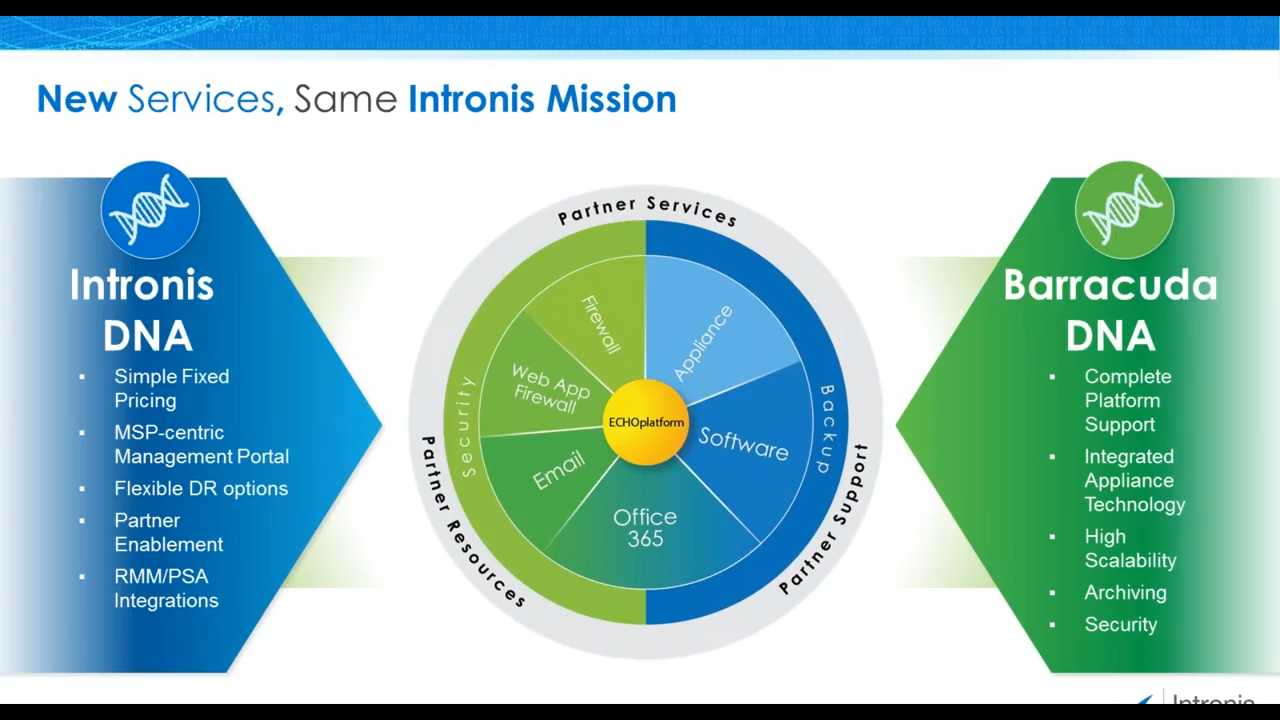 New Services, Same Intronis Mission
Intronis
DNA
▪ Simple Fixed
Pricing
▪ MSP-centric
Management Portal
▪ Flexible DR options
▪ Partner
Enablement
▪ RMM/PSA
Integrations
Partner Services
Partner Resources
Partner Support
Security
Backup
Firewall
Appliance
Web App
Firewall
Software
Email
Office
365
ECHOplatform
Barracuda
DNA
▪ Complete
Platform
Support
▪ Integrated
Appliance
Technology
▪ High
Scalability
▪ Archiving
▪ Security
Intronis